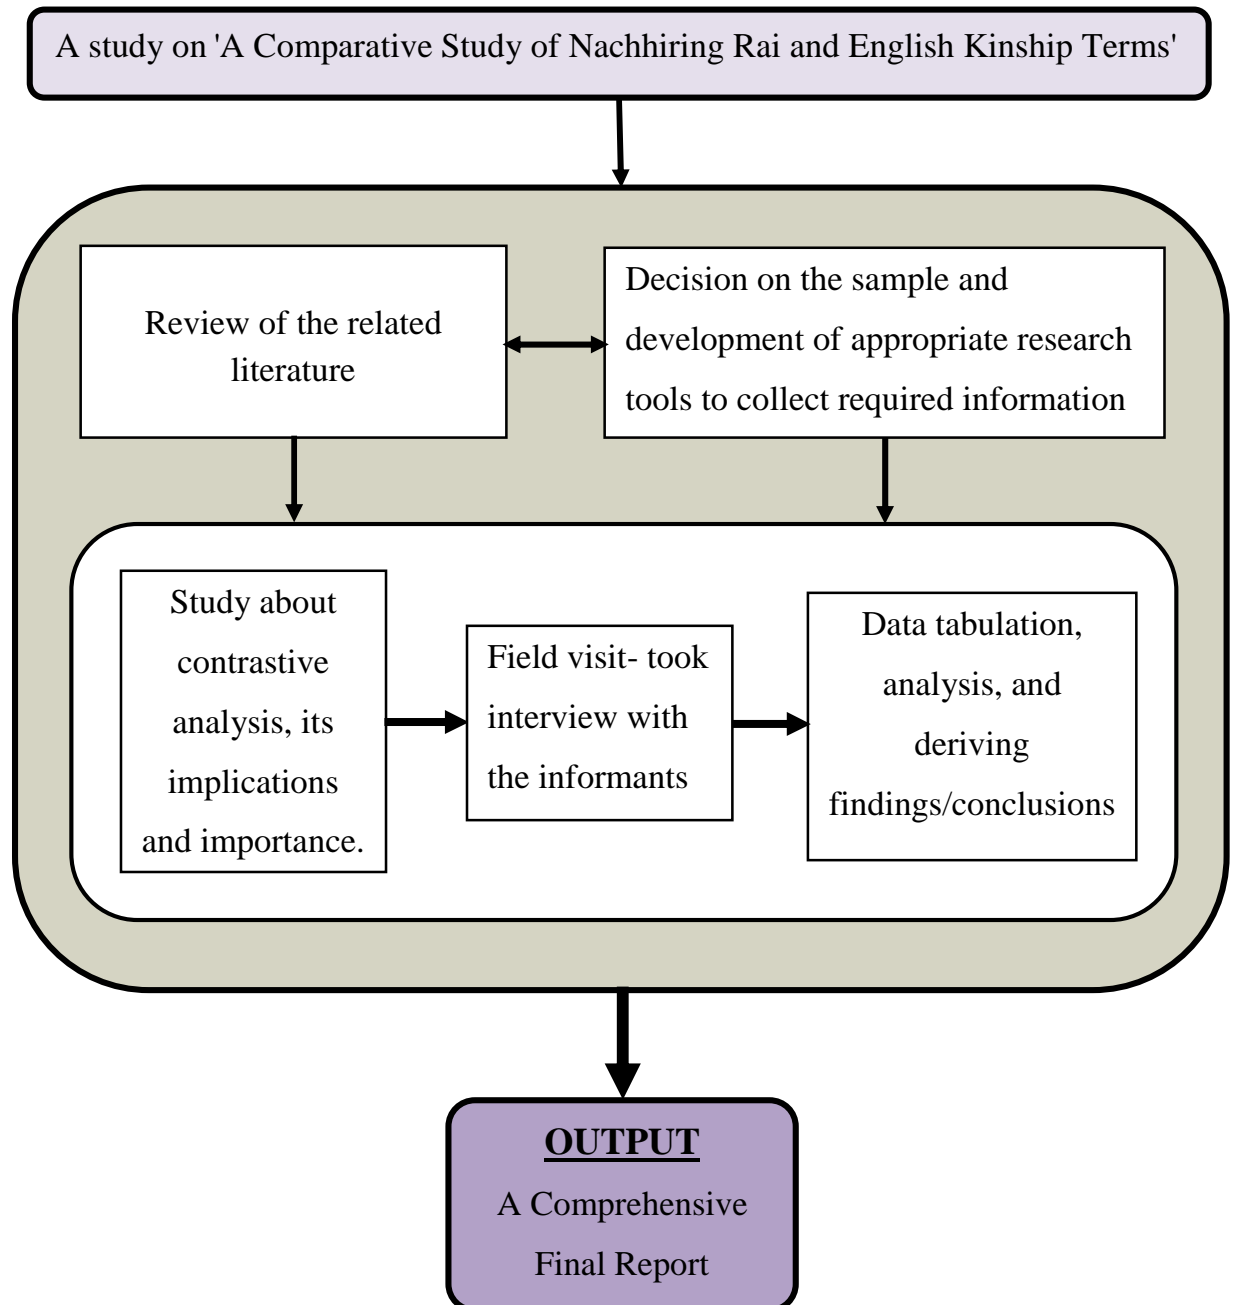 A study on 'A Comparative Study of Nachhiring Rai and English Kinship Terms'
Review of the related
literature
Decision on the sample and
development of appropriate research
tools to collect required information
Study about
contrastive
analysis, its
implications
and importance.
Field visit- took
interview with
the informants
Data tabulation,
analysis, and
deriving
findings/conclusions
OUTPUT
A Comprehensive
Final Report